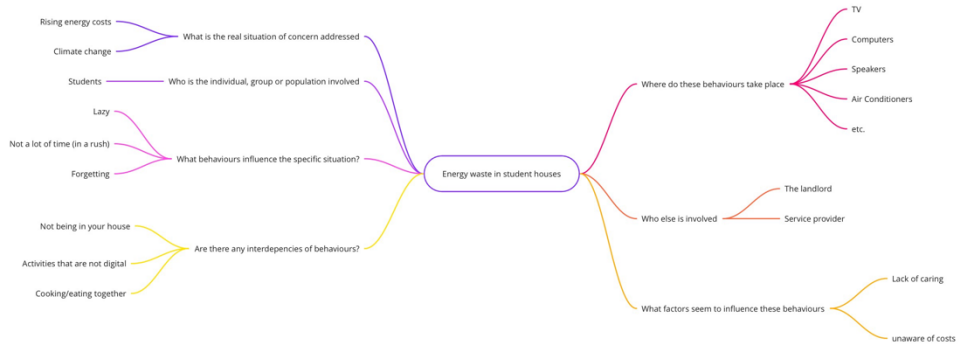 Energy waste in student houses
What is the real situation of concern addressed
Rising energy costs
Climate change
Who is the individual, group or population involved
Students
What behaviours influence the specific situation?
Lazy
Not a lot of time (in a rush)
Forgetting
Are there any interdepencies of behaviours?
Not being in your house
Activities that are not digital
Cooking/eating together
Where do these behaviours take place
TV
Computers
Speakers
Air Conditioners
etc.
Who else is involved
The landlord
Service provider
What factors seem to influence these behaviours
Lack of caring
unaware of costs